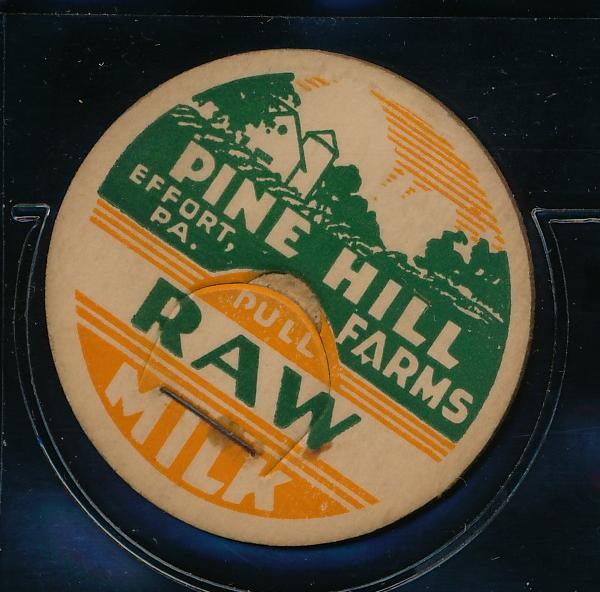 PINE HILL
EFFORT,
PA.
FARMS
PULL
RAW
MILK